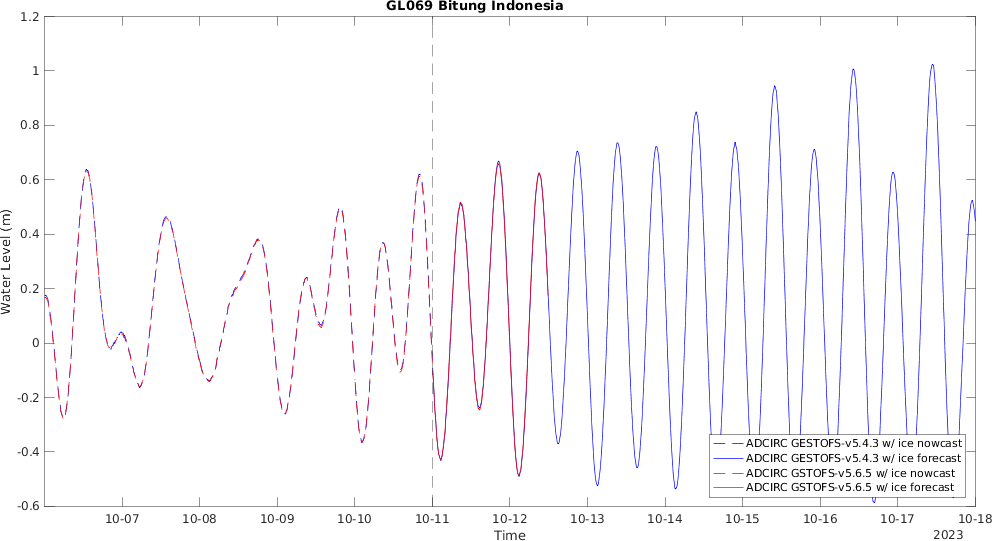 GL069 Bitung Indonesia
1.2
1
0.8
0.6
0.4
0.2
0
-0.2
-0.4
-0.6
Water Level (m)
ADCIRC GESTOFS-v5.4.3 w/ ice nowcast
ADCIRC GESTOFS-v5.4.3 w/ ice forecast
ADCIRC GSTOFS-v5.6.5 w/ ice nowcast
ADCIRC GSTOFS-v5.6.5 w/ ice forecast
10-07 10-08 10-09 10-10 10-11 10-12 10-13 10-14 10-15 10-16 10-17 10-18
Time
2023